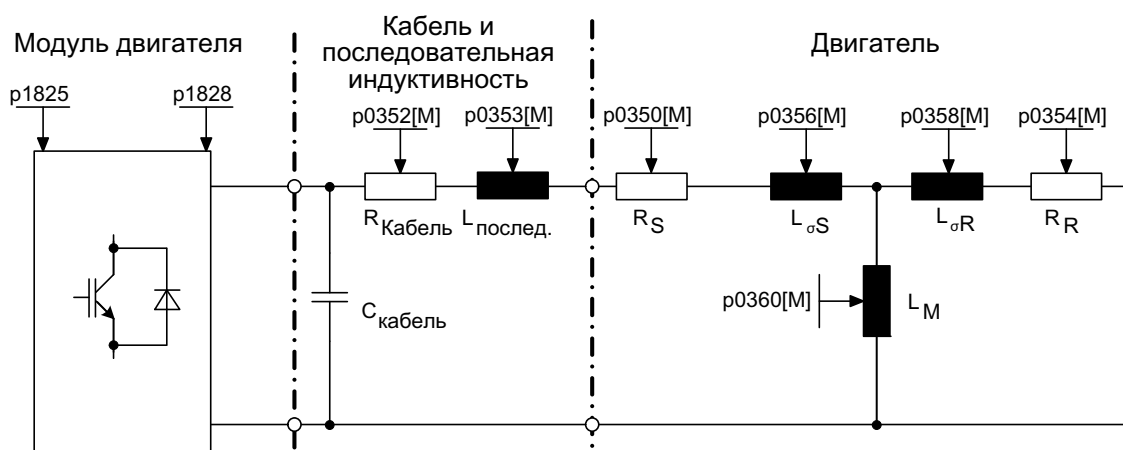 Модуль двигателя
Кабель и
последовательная
индуктивность
Двигатель
p1825
p1828
p0352[M]
p0353[M]
p0350[M]
p0356[M]
p0358[M]
p0354[M]
RКабель
Lпослед.
RS
LσS
LσR
RR
p0360[M]
LM
Cкабель